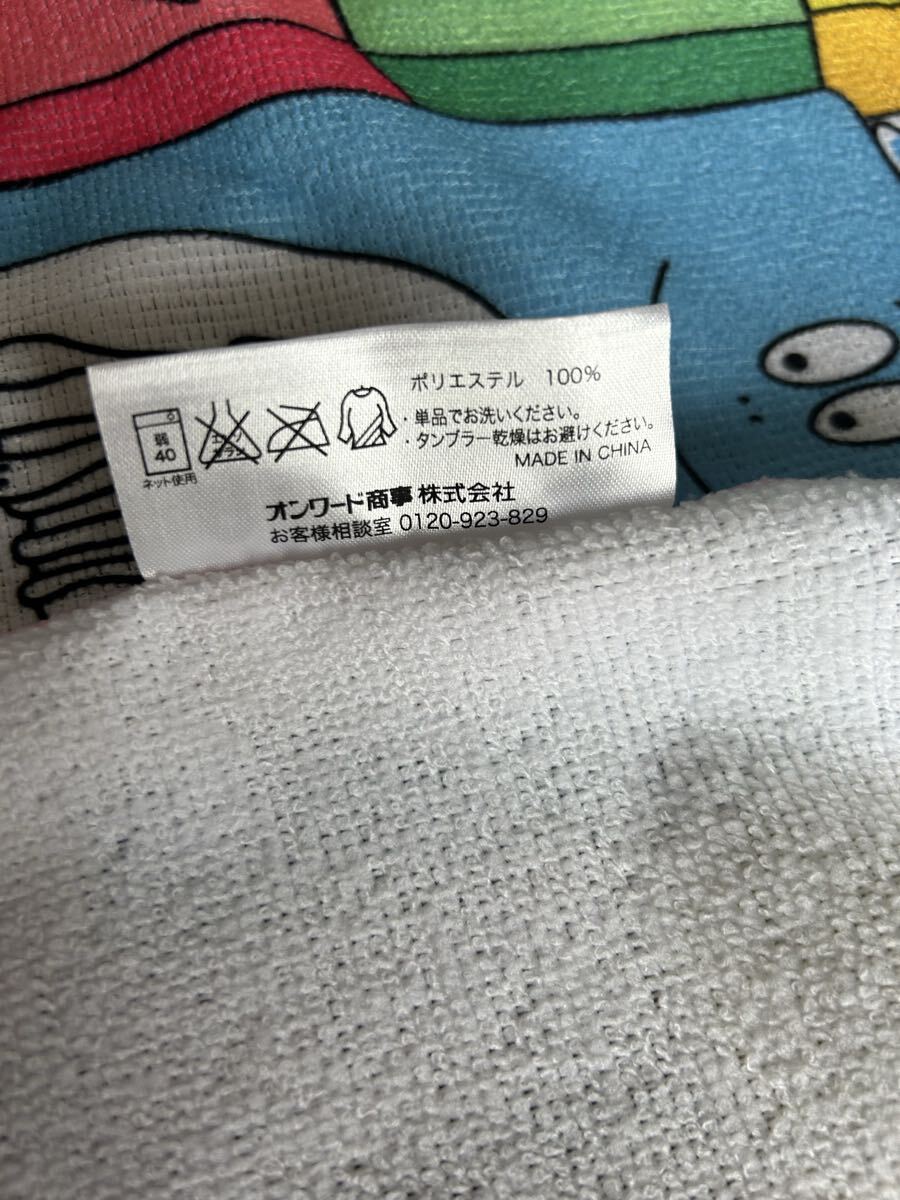 ポリエステル 100%
・単品でお洗いください。
・タンブラー乾燥はお避けください。
MADE IN CHINA
弱
40
ネット使用
エンソ
オンワード商事株式会社
お客様相談室 0120-923-829